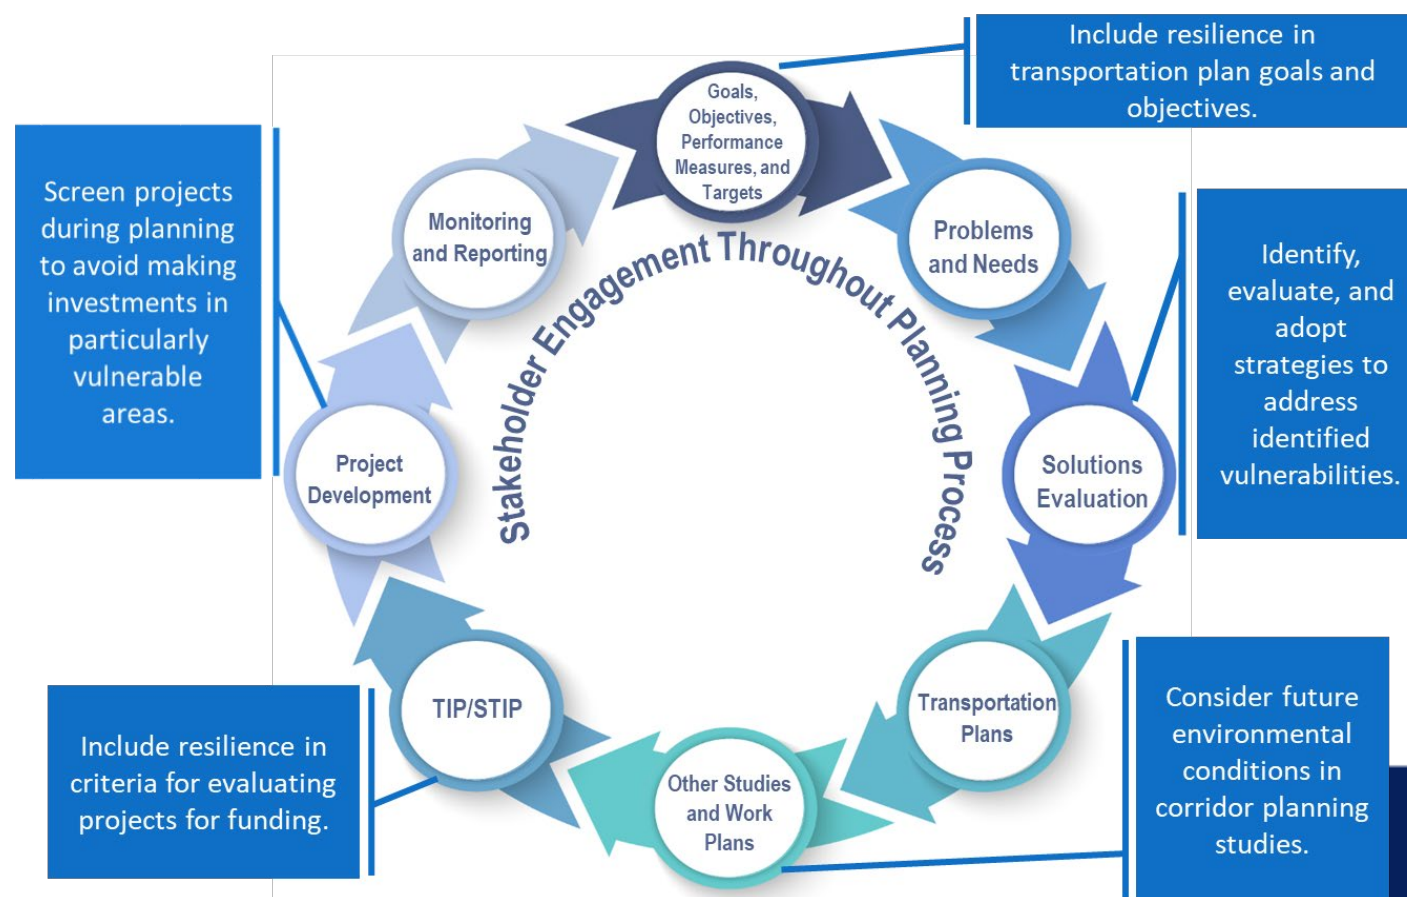 Include resilience in
transportation plan goals and
objectives.
Goals,
Objectives,
Performance
Measures, and
Targets
Screen projects
during planning
to avoid making
investments in
particularly
vulnerable
areas.
Monitoring
and Reporting
Problems
and Needs
Stakeholder Engagement Throughout Planning Process
Identify,
evaluate, and
adopt
strategies to
address
identified
vulnerabilities.
Project
Development
Solutions
Evaluation
TIP/STIP
Transportation
Plans
Other Studies
and Work
Plans
Include resilience in
criteria for evaluating
projects for funding.
Consider future
environmental
conditions in
corridor planning
studies.